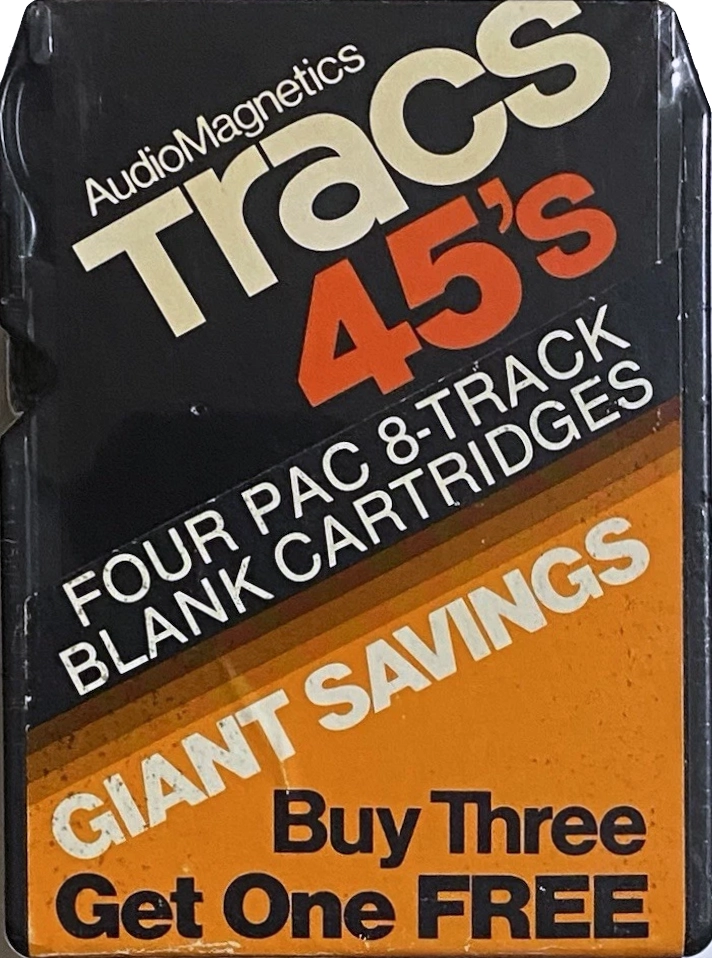 AudioMagnetics
Tracs
45's
FOUR PAC 8-TRACK
BLANK CARTRIDGES
GIANT SAVINGS
Buy Three
Get One FREE